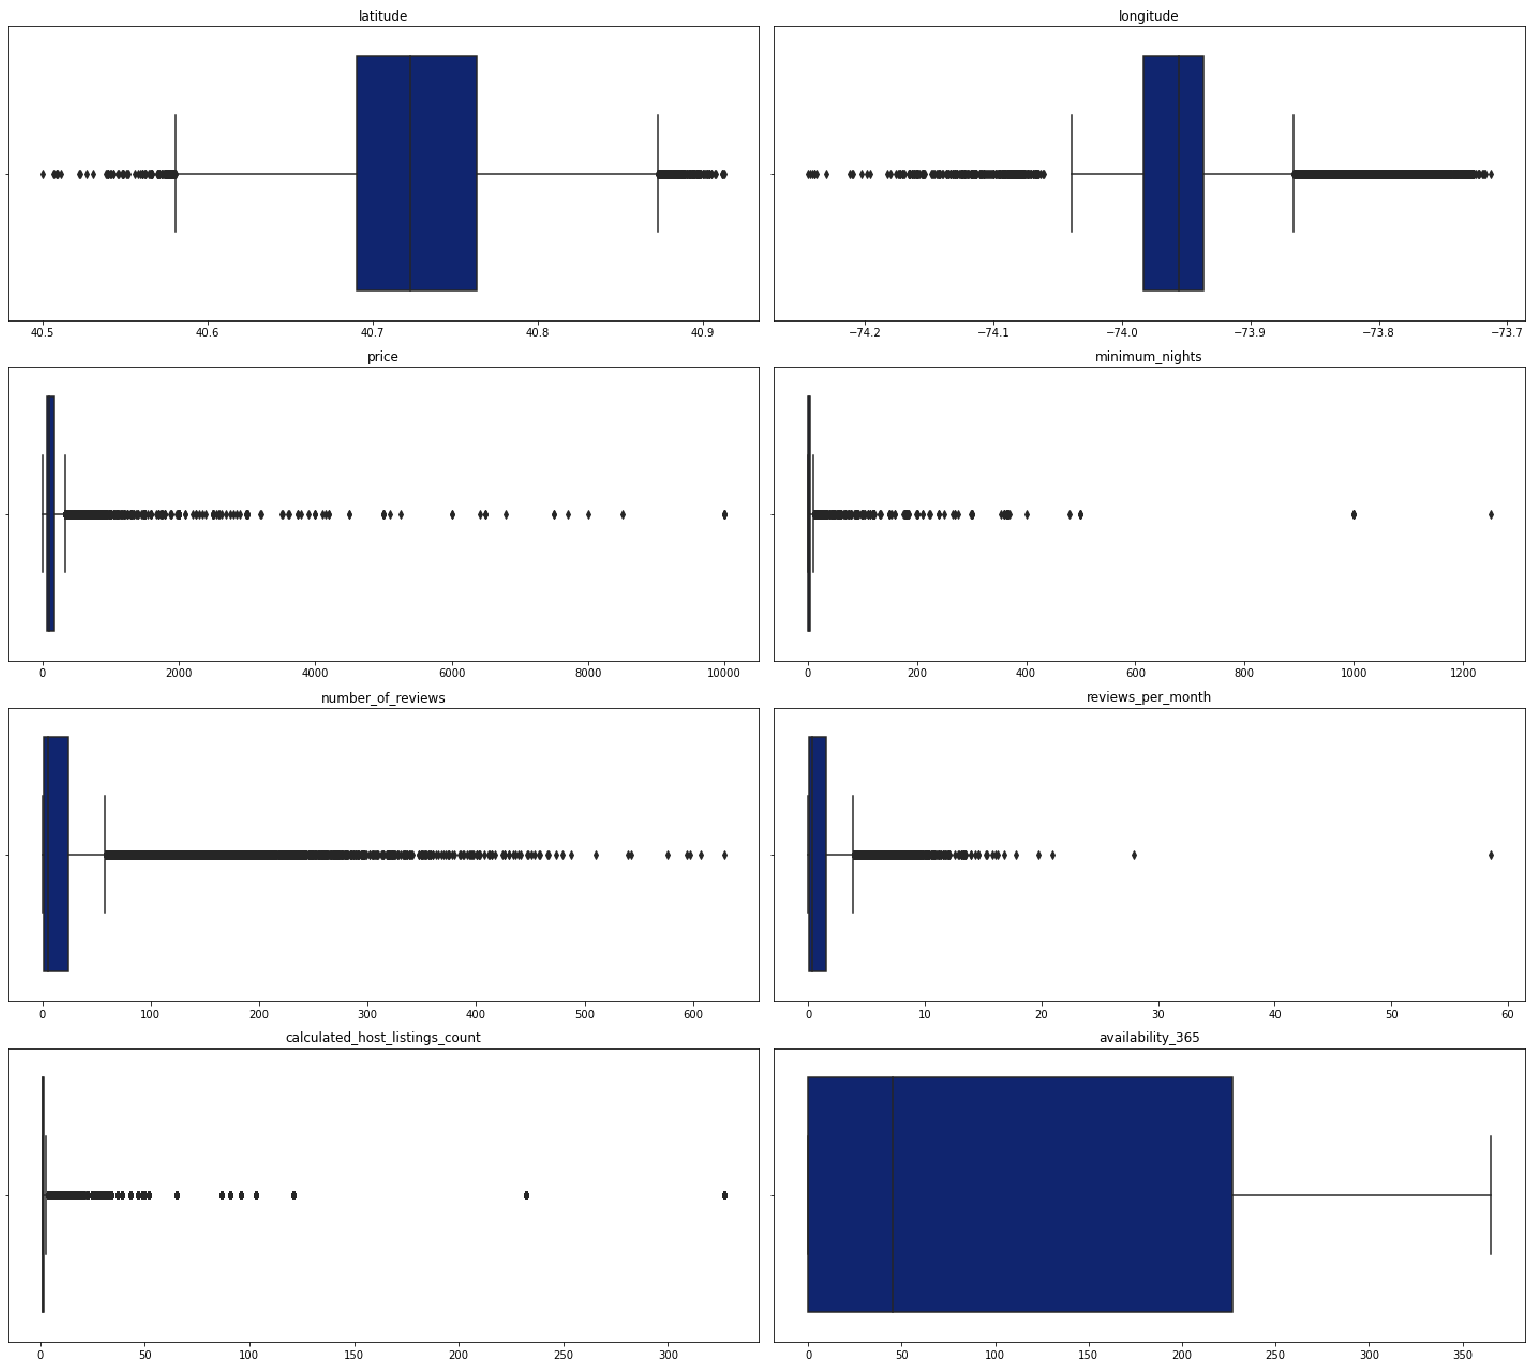 latitude
longitude
40.5 40.6 40.7 40.8 40.9
−74.2 −74.1 −74.0 −73.9 −73.8 −73.7
price
minimum_nights
0 2000 4000 6000 8000 10000
0 200 400 600 800 1000 1200
number_of_reviews
reviews_per_month
0 100 200 300 400 500 600
0 10 20 30 40 50 60
calculated_host_listings_count
availability_365
0 50 100 150 200 250 300
0 50 100 150 200 250 300 350